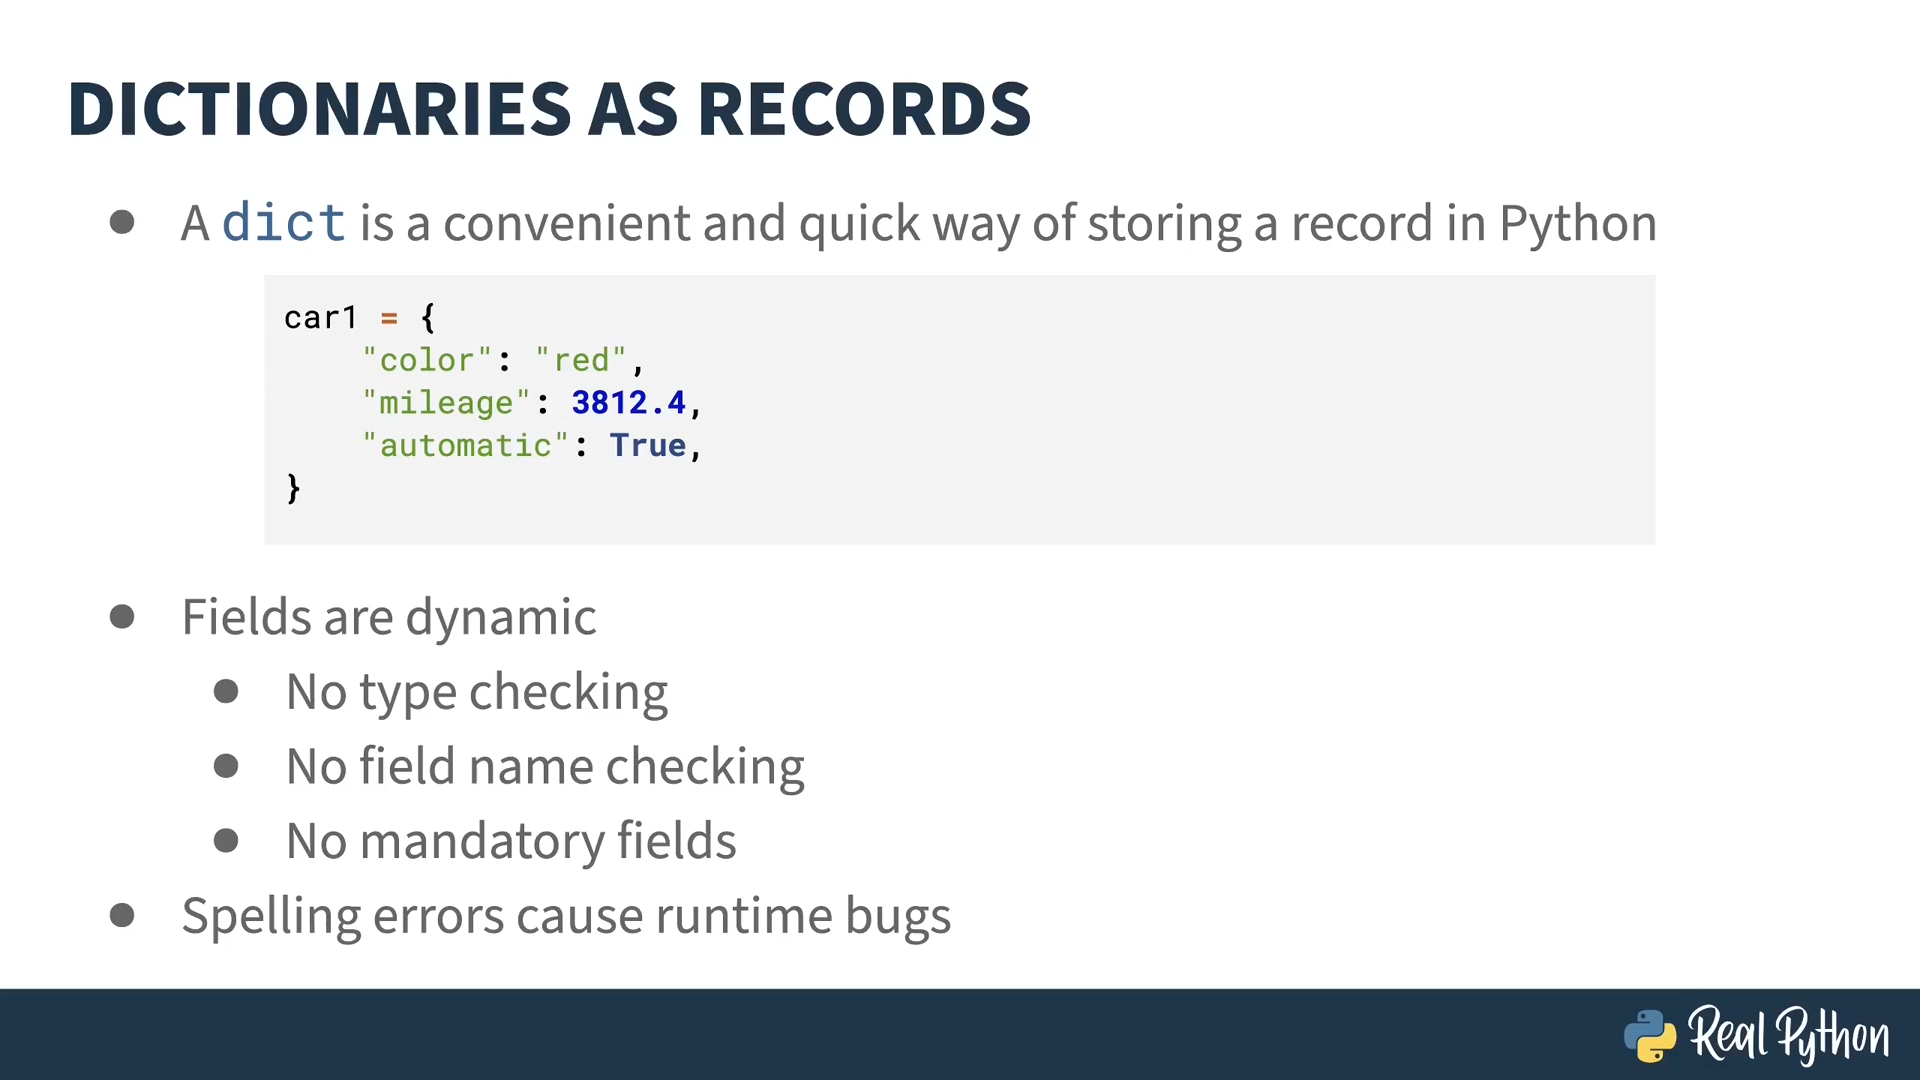 DICTIONARIES AS RECORDS
● A dict is a convenient and quick way of storing a record in Python
car1 = {
    "color": "red",
    "mileage": 3812.4,
    "automatic": True,
}
● Fields are dynamic
● No type checking
● No field name checking
● No mandatory fields
● Spelling errors cause runtime bugs
Real Python